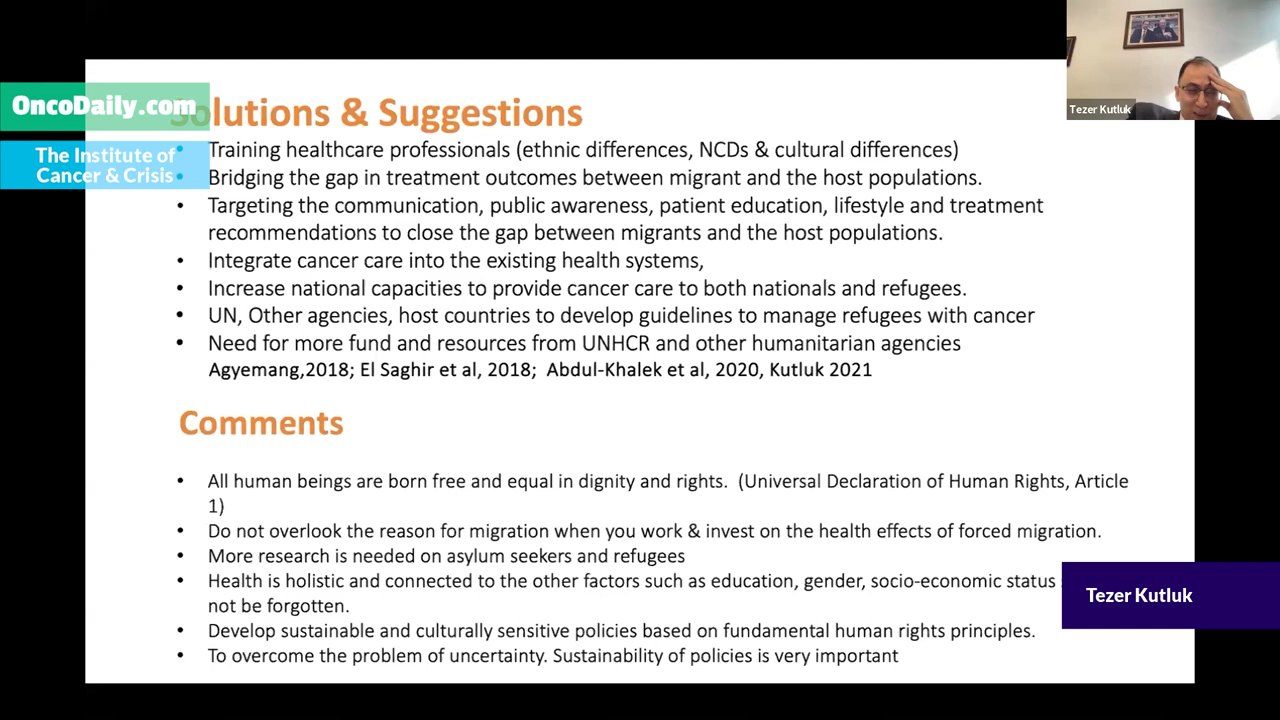 OncoDaily.com
The Institute of
Cancer & Crisis
Tezer Kutluk
Solutions & Suggestions
• Training healthcare professionals (ethnic differences, NCDs & cultural differences)
• Bridging the gap in treatment outcomes between migrant and the host populations.
• Targeting the communication, public awareness, patient education, lifestyle and treatment
recommendations to close the gap between migrants and the host populations.
• Integrate cancer care into the existing health systems,
• Increase national capacities to provide cancer care to both nationals and refugees.
• UN, Other agencies, host countries to develop guidelines to manage refugees with cancer
• Need for more fund and resources from UNHCR and other humanitarian agencies
Agyemang,2018; El Saghir et al, 2018; Abdul-Khalek et al, 2020, Kutluk 2021
Comments
• All human beings are born free and equal in dignity and rights. (Universal Declaration of Human Rights, Article
1)
• Do not overlook the reason for migration when you work & invest on the health effects of forced migration.
• More research is needed on asylum seekers and refugees
• Health is holistic and connected to the other factors such as education, gender, socio-economic status
not be forgotten.
• Develop sustainable and culturally sensitive policies based on fundamental human rights principles.
• To overcome the problem of uncertainty. Sustainability of policies is very important
Tezer Kutluk